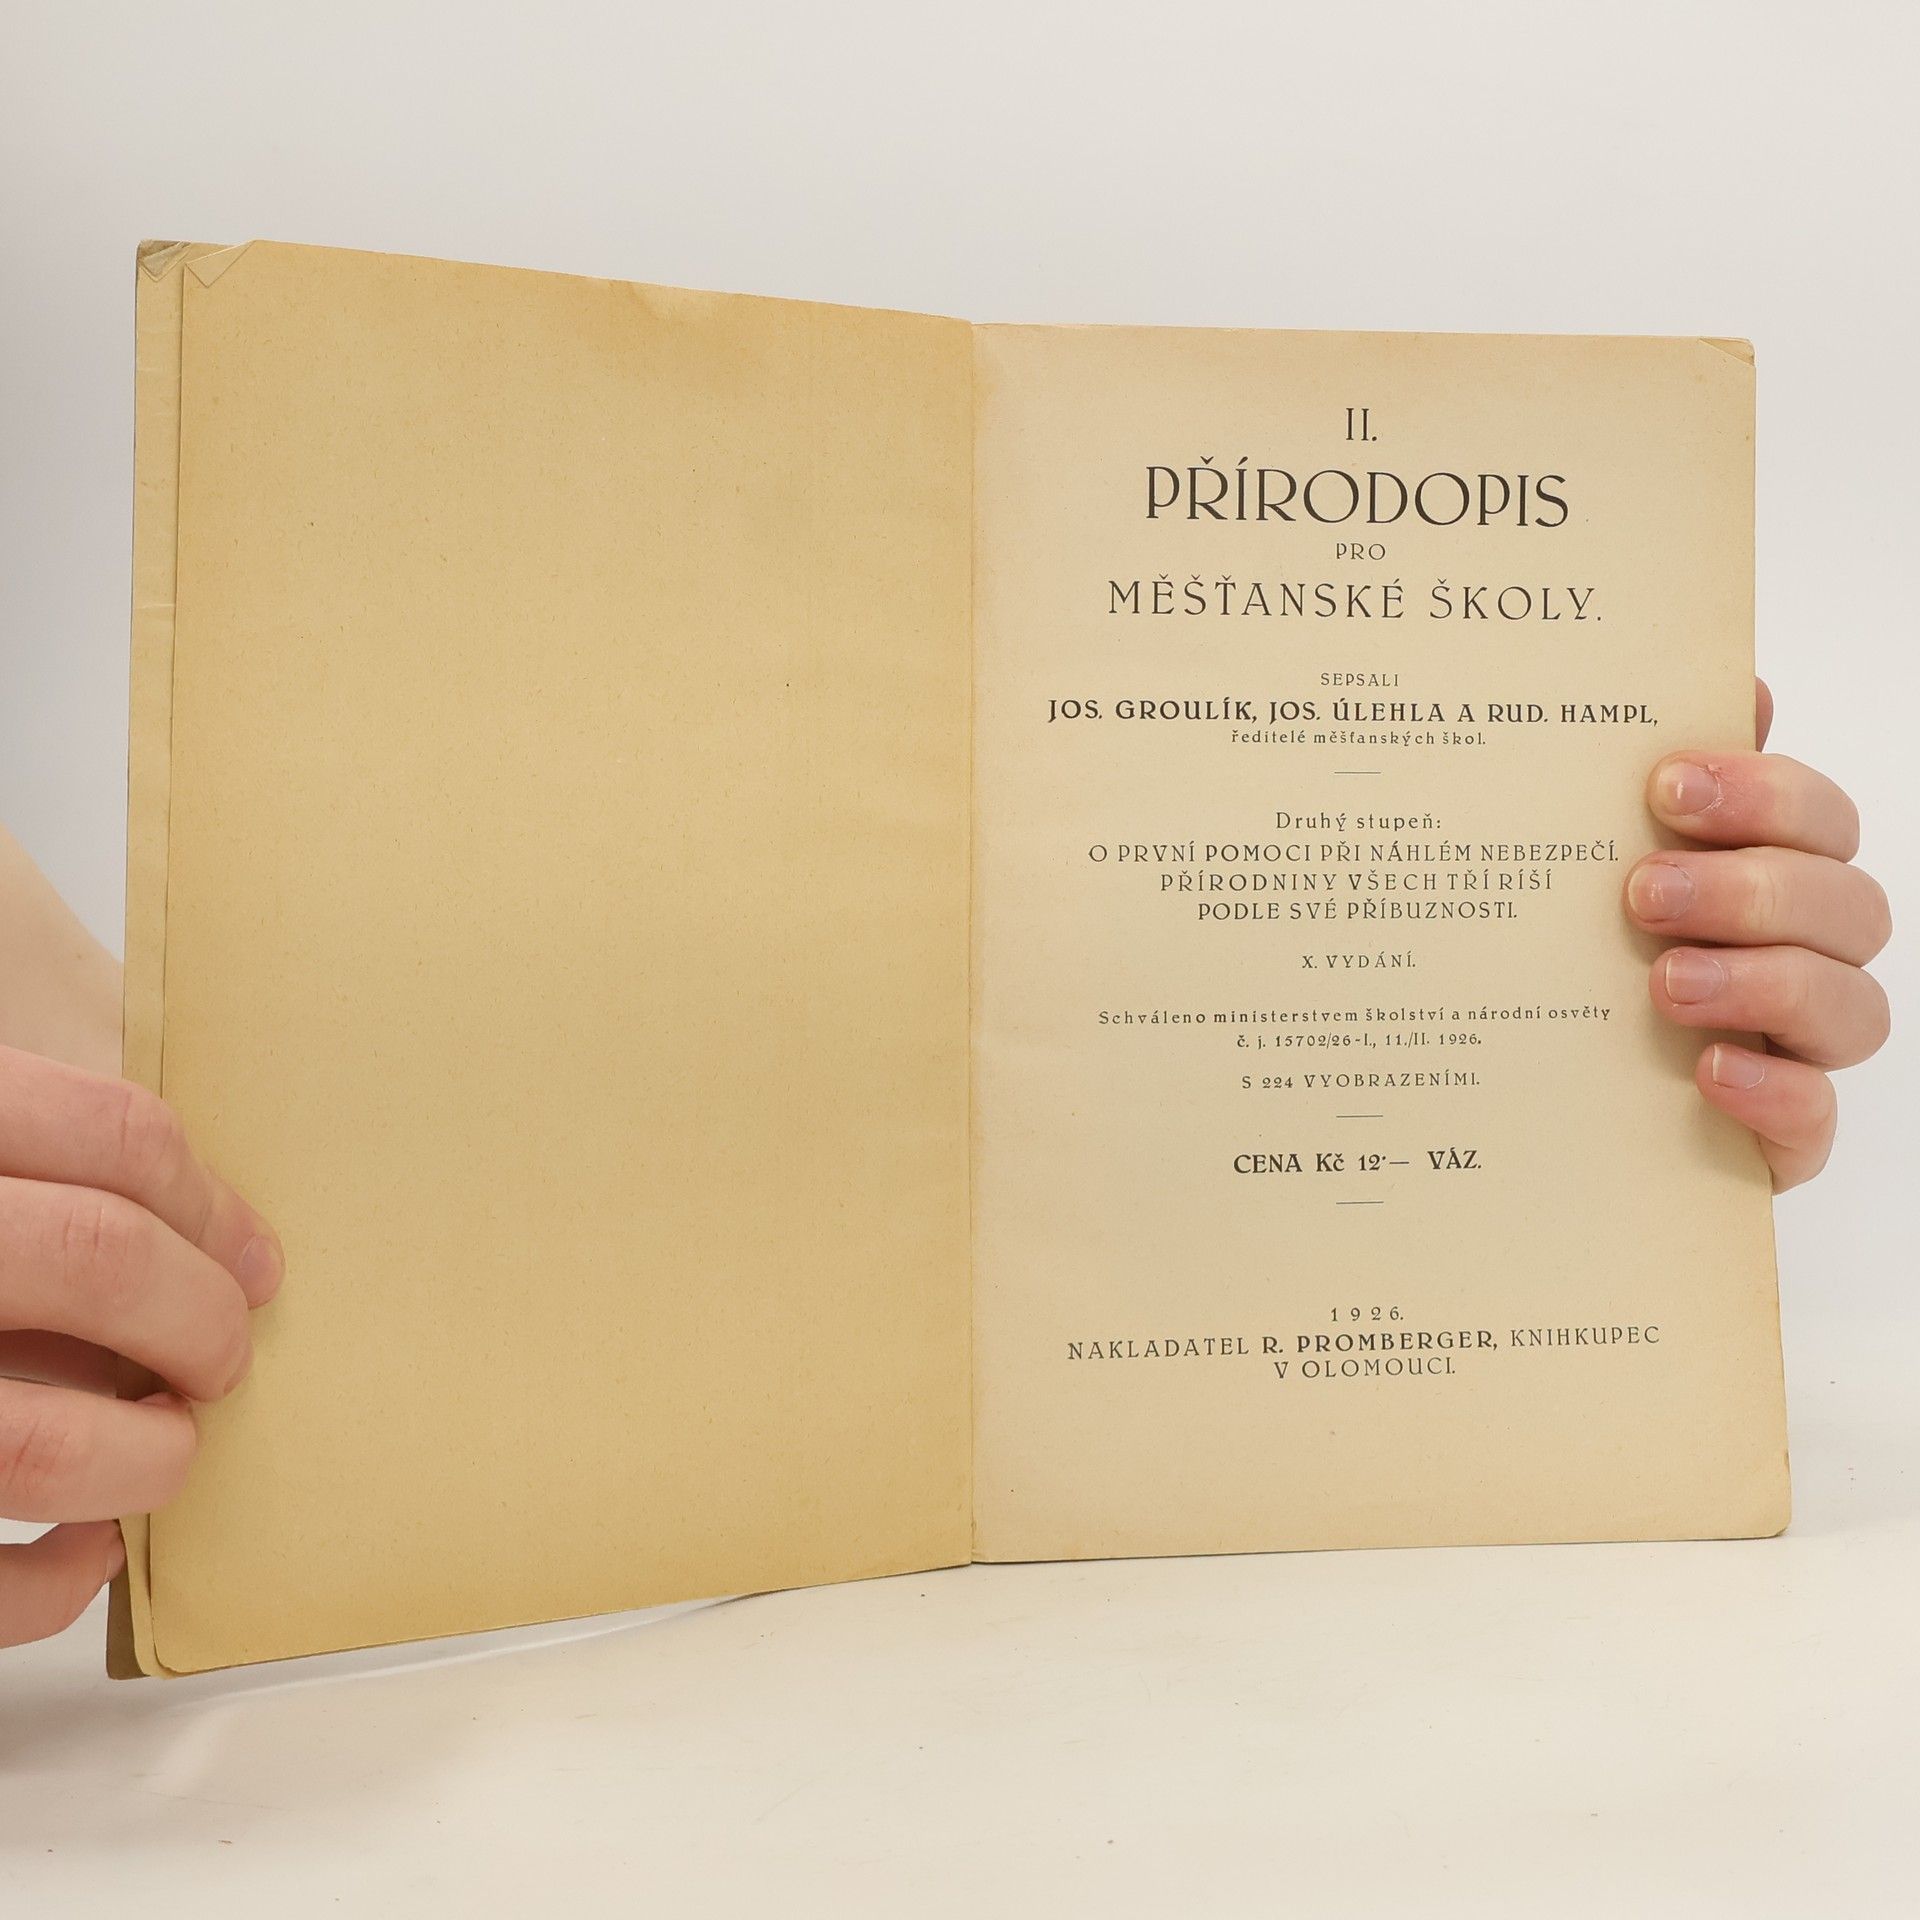 II.
PŘÍRODOPIS
PRO
MĚŠŤANSKÉ ŠKOLY.
SEPSALI
JOS. GROULÍK, JOS. ÚLEHLA A RUD. HAMPL,
ředitelé měšťanských škol.
Druhý stupeň:
O PRVNÍ POMOCI PŘI NÁHLÉM NEBEZPEČÍ.
PŘÍRODNINY VŠECH TŘÍ RÍŠÍ
PODLE SVÉ PŘÍBUZNOSTI.
X. VYDÁNÍ.
Schváleno ministerstvem školství a národní osvěty
č. j. 15702/26-I., 11./II. 1926.
S 224 VYOBRAZENÍMI.
CENA Kč 12·— VÁZ.
1926.
NAKLADATEL R. PROMBERGER, KNIHKUPEC
V OLOMOUCI.